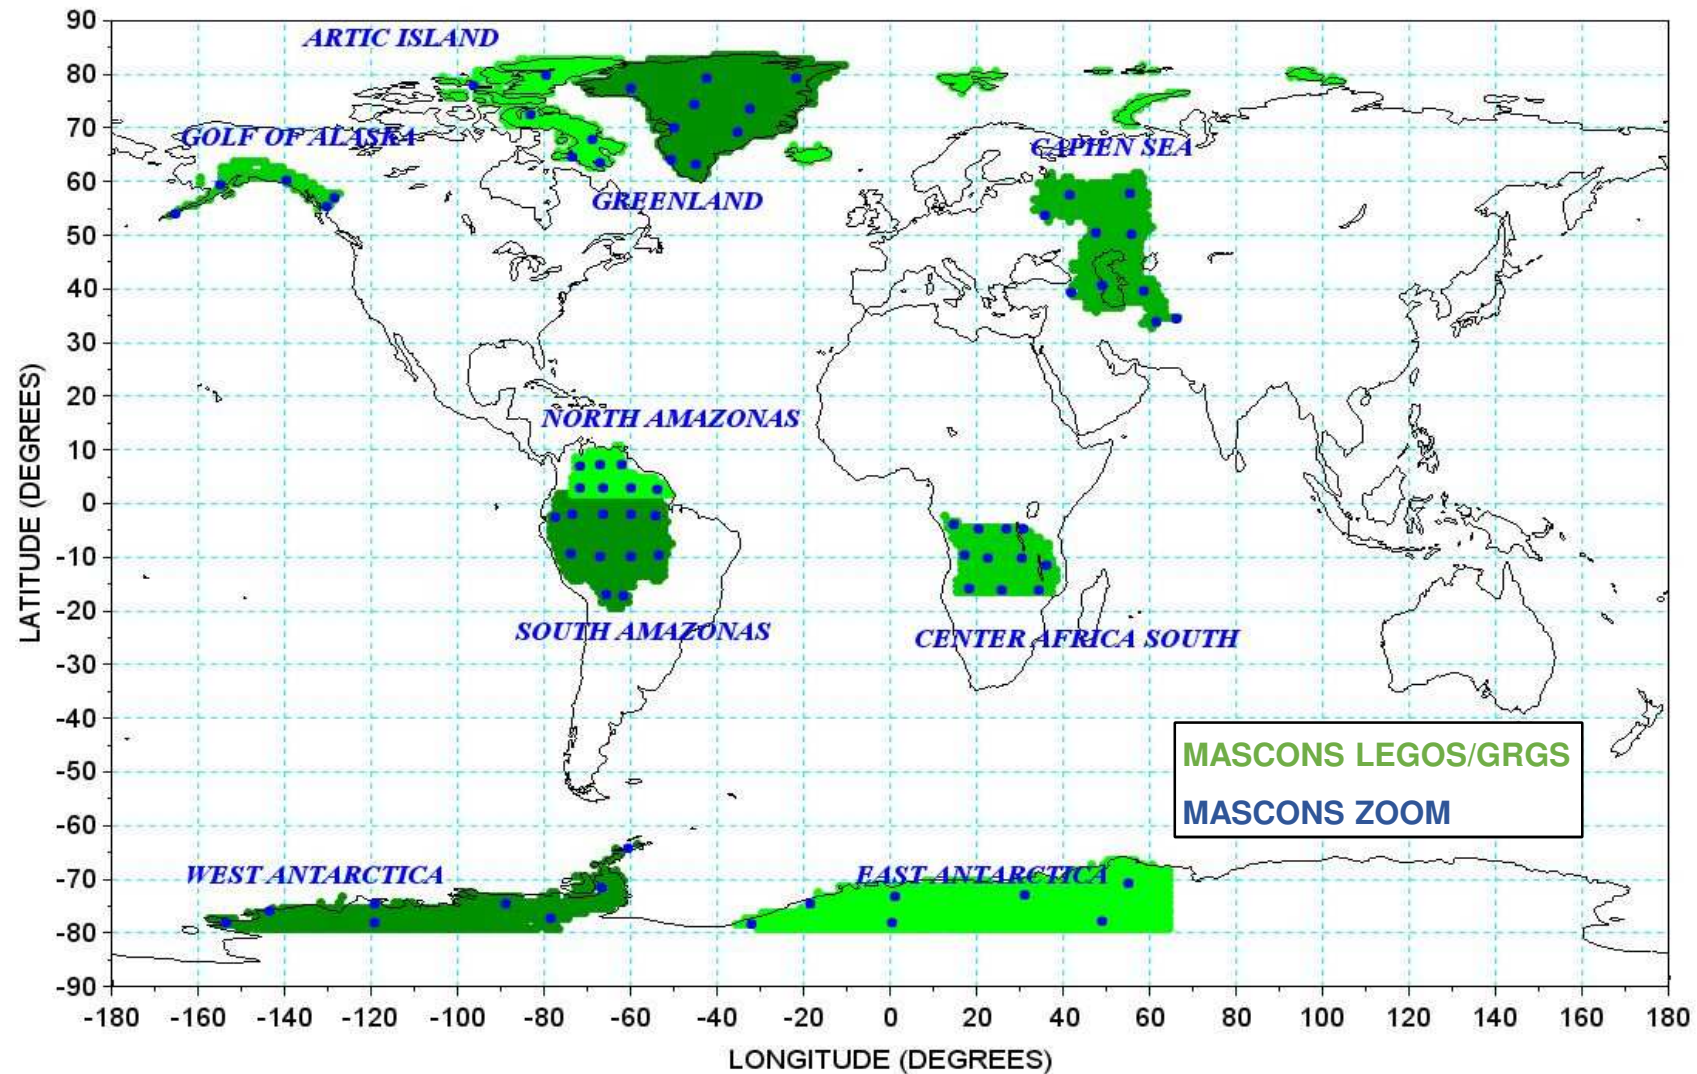 ARTIC ISLAND
GOLF OF ALASKA
CAPIEN SEA
GREENLAND
NORTH AMAZONAS
SOUTH AMAZONAS
CENTER AFRICA SOUTH
MASCONS LEGOS/GRGS
MASCONS ZOOM
WEST ANTARCTICA
EAST ANTARCTICA
LATITUDE (DEGREES)
90
80
70
60
50
40
30
20
10
0
-10
-20
-30
-40
-50
-60
-70
-80
-90
-180 -160 -140 -120 -100 -80 -60 -40 -20 0 20 40 60 80 100 120 140 160 180
LONGITUDE (DEGREES)